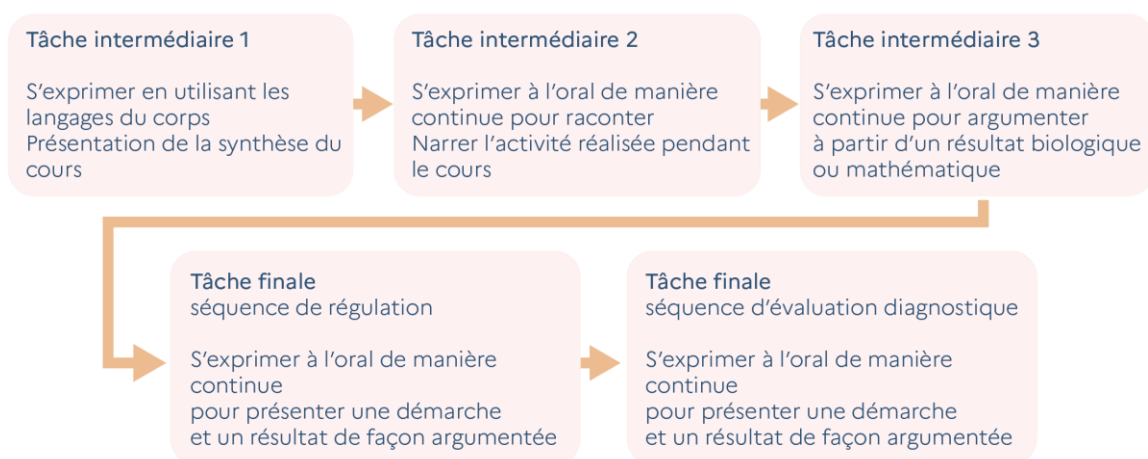 Tâche intermédiaire 1
S’exprimer en utilisant les
langages du corps
Présentation de la synthèse du
cours
Tâche intermédiaire 2
S’exprimer à l’oral de manière
continue pour raconter
Narrer l’activité réalisée pendant
le cours
Tâche intermédiaire 3
S’exprimer à l’oral de manière
continue pour argumenter
à partir d’un résultat biologique
ou mathématique
Tâche finale
séquence de régulation
S’exprimer à l’oral de manière
continue
pour présenter une démarche
et un résultat de façon argumentée
Tâche finale
séquence d’évaluation diagnostique
S’exprimer à l’oral de manière
continue
pour présenter une démarche
et un résultat de façon argumentée